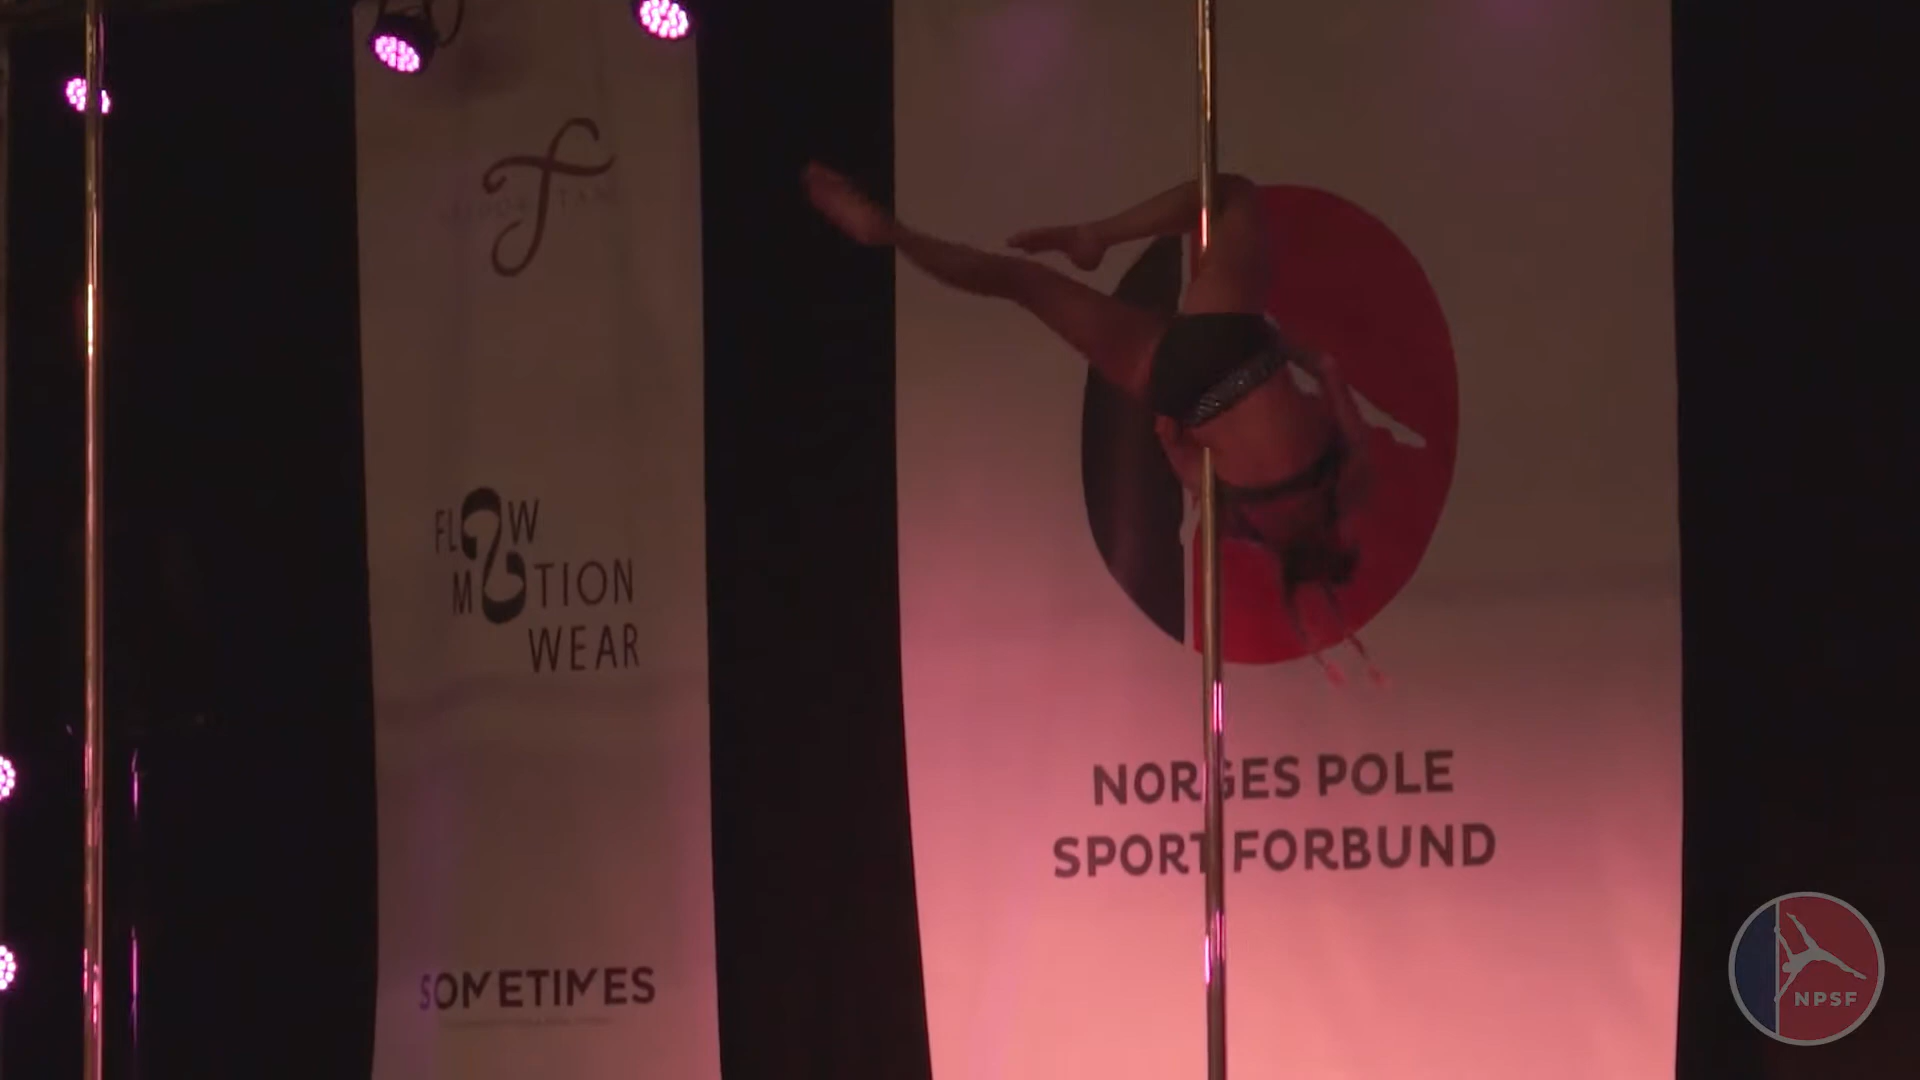 FLOW
MOTION
WEAR
SOMETIMES
NORGES POLE
SPORT FORBUND
NPSF